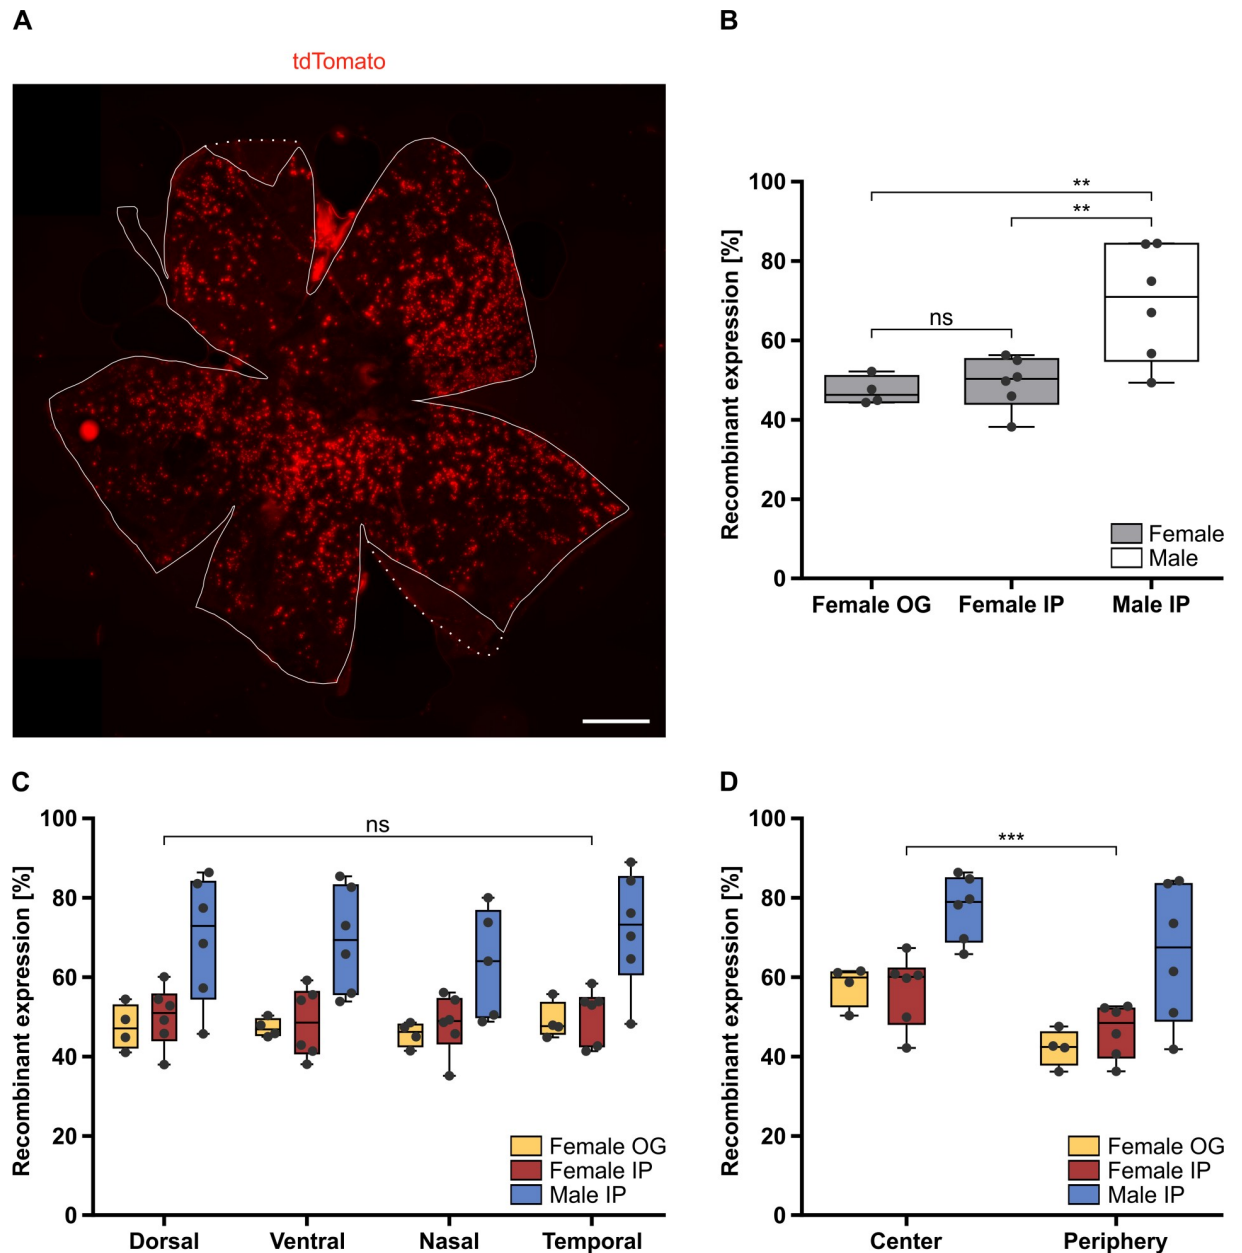 A
tdTomato
B
Recombinant expression [%]
100
80
60
40
20
0
**
**
ns
Female
Male
Female OG
Female IP
Male IP
C
Recombinant expression [%]
100
80
60
40
20
0
ns
Female OG
Female IP
Male IP
Dorsal
Ventral
Nasal
Temporal
D
Recombinant expression [%]
100
80
60
40
20
0
***
Female OG
Female IP
Male IP
Center
Periphery